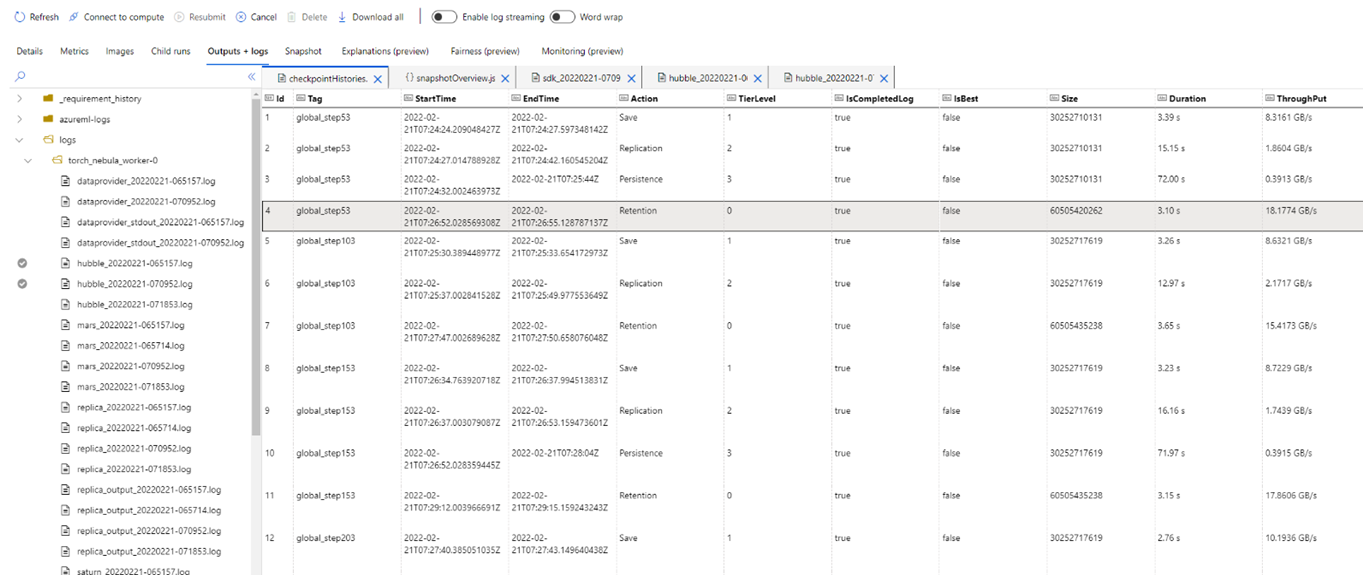 Refresh Connect to compute Resubmit Cancel Delete Download all Enable log streaming Word wrap
Details Metrics Images Child runs Outputs + logs Snapshot Explanations (preview) Fairness (preview) Monitoring (preview)
checkpointHistories. snapshotOverview.js sdk_20220221-0709 hubble_20220221-0 hubble_20220221-0
_requirement_history
azureml-logs
logs
torch_nebula_worker-0
dataprovider_20220221-065157.log
dataprovider_20220221-070952.log
dataprovider_stdout_20220221-065157.log
dataprovider_stdout_20220221-070952.log
hubble_20220221-065157.log
hubble_20220221-070952.log
hubble_20220221-071853.log
mars_20220221-065157.log
mars_20220221-065714.log
mars_20220221-070952.log
mars_20220221-071853.log
replica_20220221-065157.log
replica_20220221-065714.log
replica_20220221-070952.log
replica_20220221-071853.log
replica_output_20220221-065157.log
replica_output_20220221-065714.log
replica_output_20220221-070952.log
replica_output_20220221-071853.log
saturn_20220221-065157.log
Id Tag StartTime EndTime Action TierLevel IsCompletedLog IsBest Size Duration ThroughPut
1 global_step53 2022-02- 2022-02- Save 1 true false 30252710131 3.39 s 8.3161 GB/s
21T07:24:24.209048427Z 21T07:24:27.597348142Z
2 global_step53 2022-02- 2022-02- Replication 2 true false 30252710131 15.15 s 1.8604 GB/s
21T07:24:27.014788928Z 21T07:24:42.160545204Z
3 global_step53 2022-02- 2022-02-21T07:25:44Z Persistence 3 true false 30252710131 72.00 s 0.3913 GB/s
21T07:24:32.002463973Z
4 global_step53 2022-02- 2022-02- Retention 0 true false 60505420262 3.10 s 18.1774 GB/s
21T07:26:52.028569308Z 21T07:26:55.128787137Z
5 global_step103 2022-02- 2022-02- Save 1 true false 30252717619 3.26 s 8.6321 GB/s
21T07:25:30.389448977Z 21T07:25:33.654172973Z
6 global_step103 2022-02- 2022-02- Replication 2 true false 30252717619 12.97 s 2.1717 GB/s
21T07:25:37.002841528Z 21T07:25:49.977553649Z
7 global_step103 2022-02- 2022-02- Retention 0 true false 60505435238 3.65 s 15.4173 GB/s
21T07:27:47.002689628Z 21T07:27:50.658076048Z
8 global_step153 2022-02- 2022-02- Save 1 true false 30252717619 3.23 s 8.7229 GB/s
21T07:26:34.763920718Z 21T07:26:37.994513831Z
9 global_step153 2022-02- 2022-02- Replication 2 true false 30252717619 16.16 s 1.7439 GB/s
21T07:26:37.003079087Z 21T07:26:53.159473601Z
10 global_step153 2022-02- 2022-02-21T07:28:04Z Persistence 3 true false 30252717619 71.97 s 0.3915 GB/s
21T07:26:52.028359445Z
11 global_step153 2022-02- 2022-02- Retention 0 true false 60505435238 3.15 s 17.8606 GB/s
21T07:29:12.003966691Z 21T07:29:15.159243243Z
12 global_step203 2022-02- 2022-02- Save 1 true false 30252717619 2.76 s 10.1936 GB/s
21T07:27:40.385051035Z 21T07:27:43.149640438Z